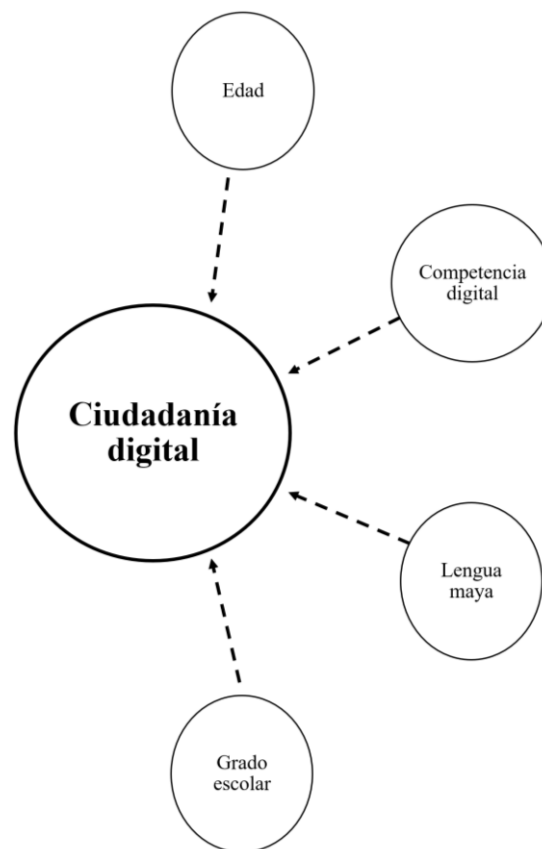 Edad
Competencia
digital
Ciudadanía
digital
Lengua
maya
Grado
escolar